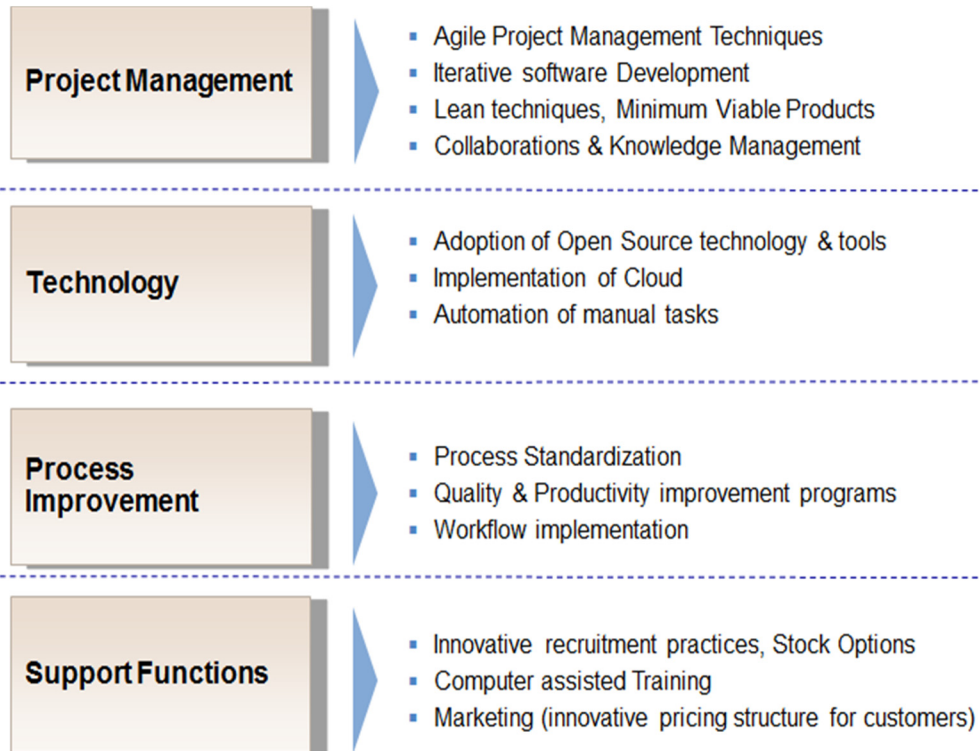 Project Management
Agile Project Management Techniques
Iterative software Development
Lean techniques, Minimum Viable Products
Collaborations & Knowledge Management
Technology
Adoption of Open Source technology & tools
Implementation of Cloud
Automation of manual tasks
Process
Improvement
Process Standardization
Quality & Productivity improvement programs
Workflow implementation
Support Functions
Innovative recruitment practices, Stock Options
Computer assisted Training
Marketing (innovative pricing structure for customers)